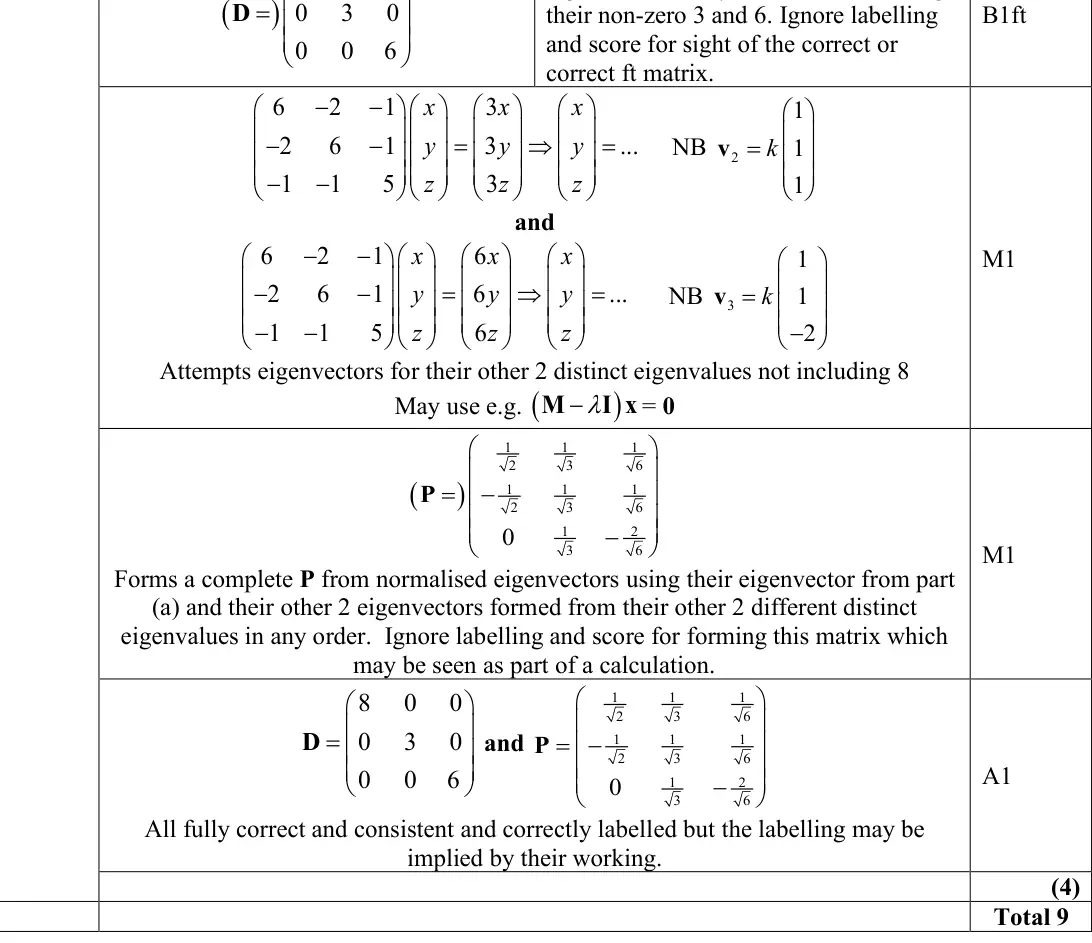 (D =) ( 0 3 0
0 0 6 )
their non-zero 3 and 6. Ignore labelling
and score for sight of the correct or
correct ft matrix.
B1ft
( 6 −2 −1 ) ( x ) = ( 3x ) ⇒ ( x ) = ... NB v₂ = k ( 1 )
( −2 6 −1 ) ( y ) ( 3y ) ( y ) ( 1 )
( −1 −1 5 ) ( z ) ( 3z ) ( z ) ( 1 )
and
( 6 −2 −1 ) ( x ) = ( 6x ) ⇒ ( x ) = ... NB v₃ = k ( 1 )
( −2 6 −1 ) ( y ) ( 6y ) ( y ) ( 1 )
( −1 −1 5 ) ( z ) ( 6z ) ( z ) ( −2 )
Attempts eigenvectors for their other 2 distinct eigenvalues not including 8
May use e.g. (M − λI)x = 0
M1
(P =) ( 1/√2 1/√3 1/√6 )
( −1/√2 1/√3 1/√6 )
( 0 1/√3 −2/√6 )
Forms a complete P from normalised eigenvectors using their eigenvector from part
(a) and their other 2 eigenvectors formed from their other 2 different distinct
eigenvalues in any order. Ignore labelling and score for forming this matrix which
may be seen as part of a calculation.
M1
D = ( 8 0 0 ) and P = ( 1/√2 1/√3 1/√6 )
( 0 3 0 ) ( −1/√2 1/√3 1/√6 )
( 0 0 6 ) ( 0 1/√3 −2/√6 )
All fully correct and consistent and correctly labelled but the labelling may be
implied by their working.
A1
(4)
Total 9